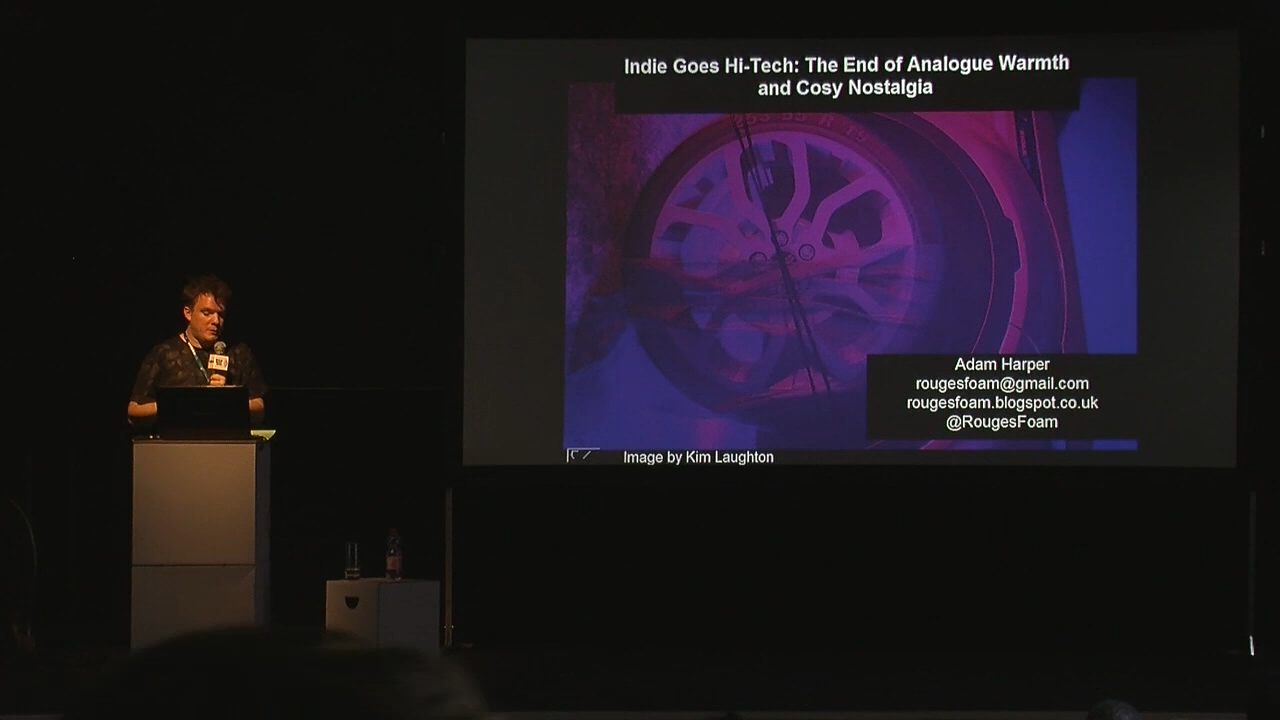 Indie Goes Hi-Tech: The End of Analogue Warmth
and Cosy Nostalgia
Adam Harper
rougesfoam@gmail.com
rougesfoam.blogspot.co.uk
@RougesFoam
Image by Kim Laughton